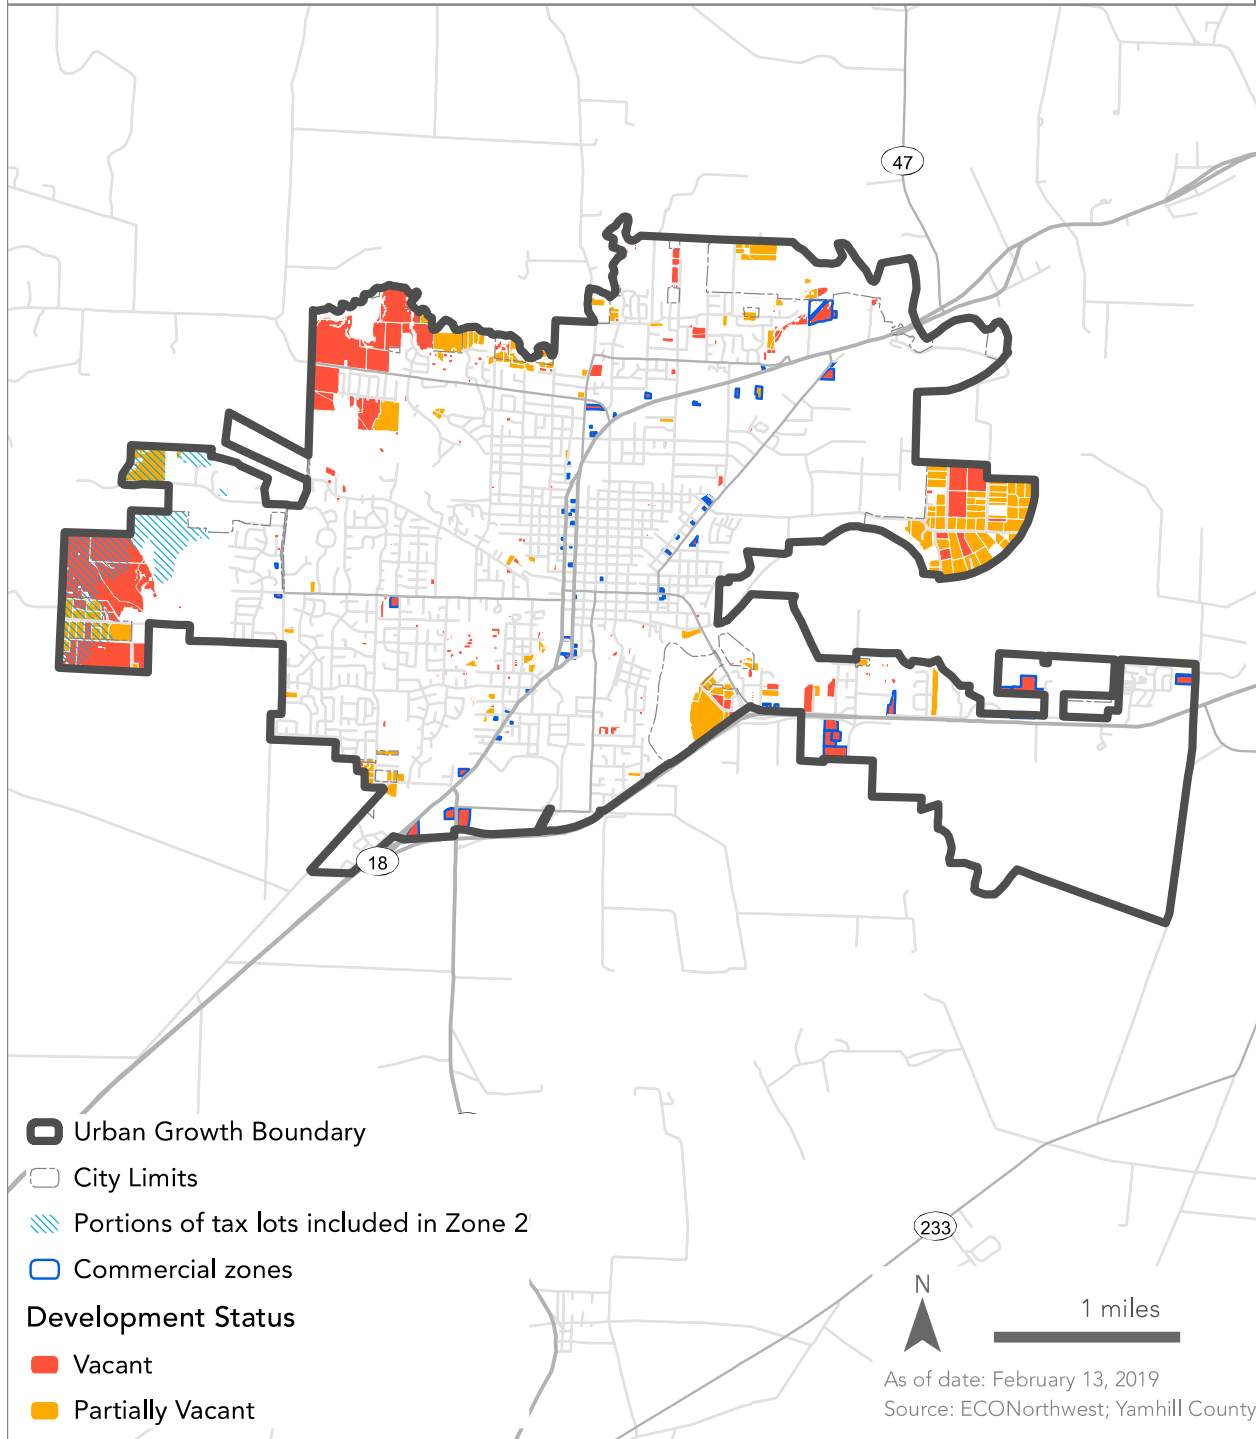 47
18
Urban Growth Boundary
City Limits
Portions of tax lots included in Zone 2
Commercial zones
Development Status
Vacant
Partially Vacant
233
N
1 miles
As of date: February 13, 2019
Source: ECONorthwest; Yamhill County